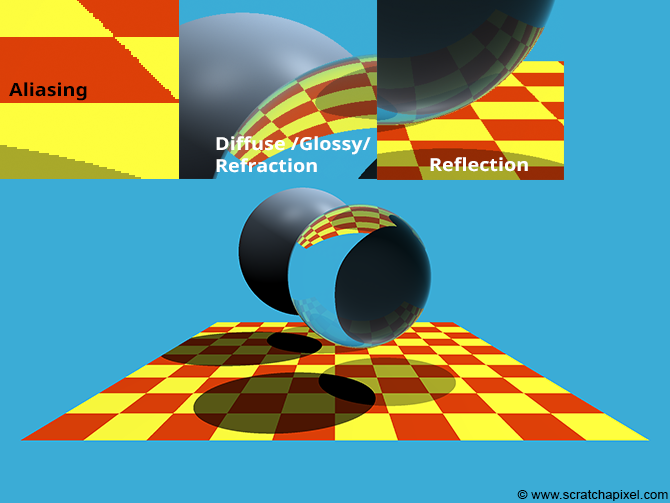 Aliasing
Diffuse /Glossy/
Refraction
Reflection
© www.scratchapixel.com